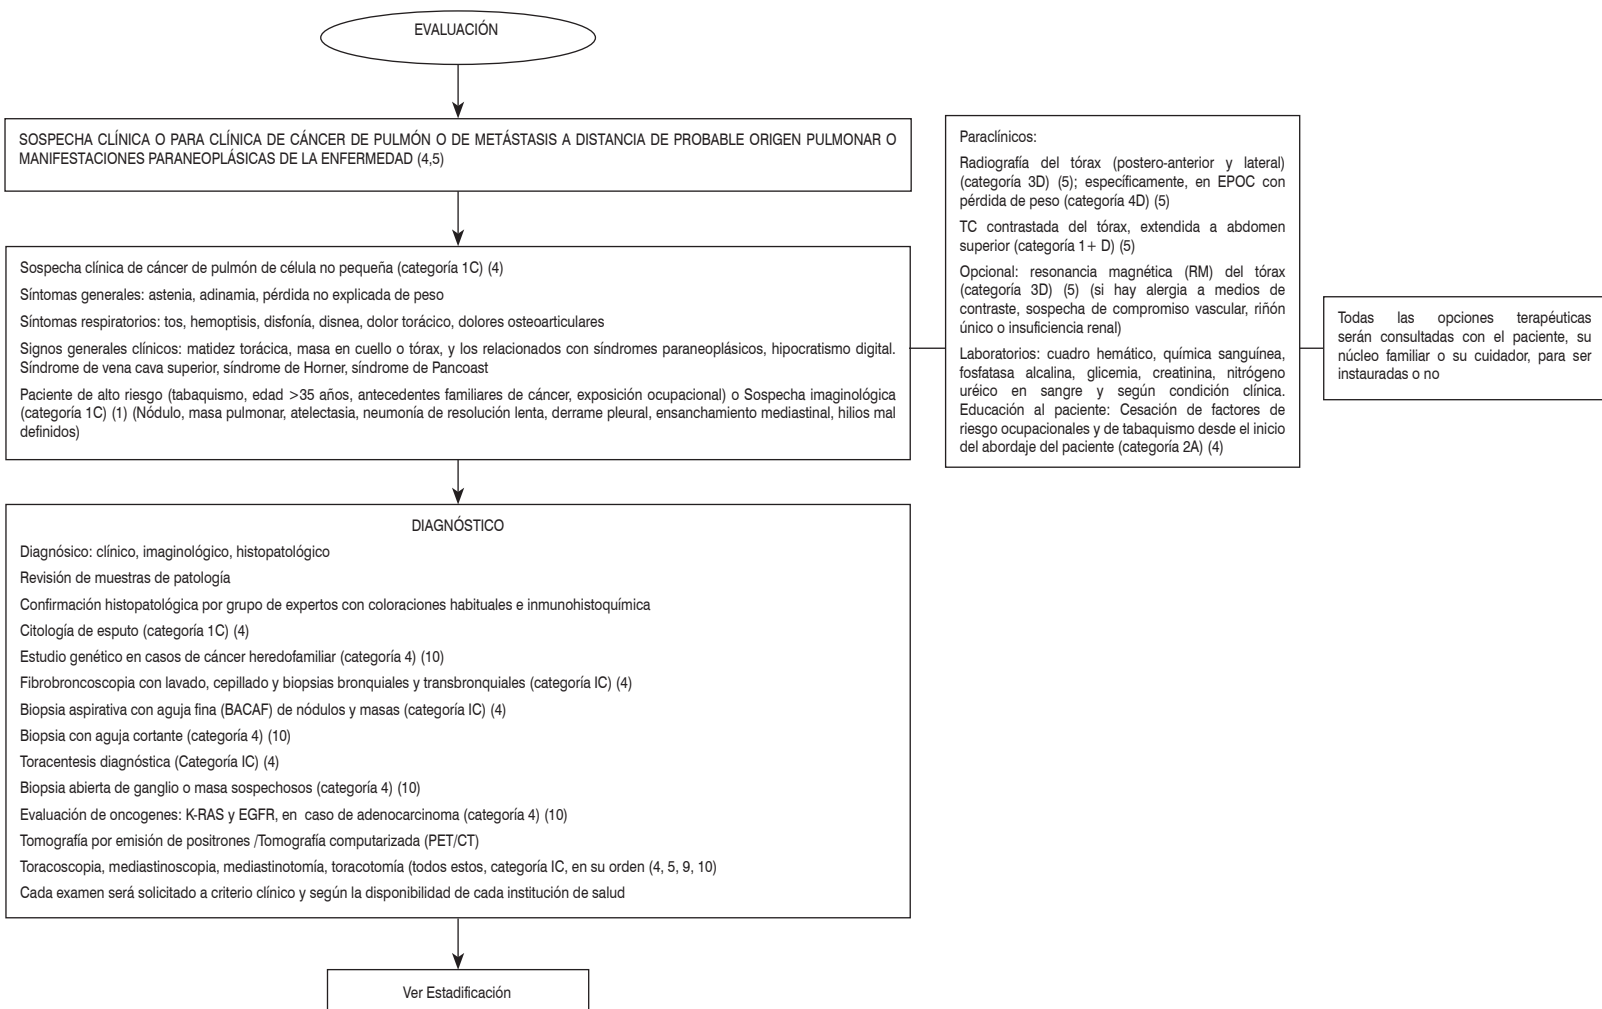 EVALUACIÓN
SOSPECHA CLÍNICA O PARA CLÍNICA DE CÁNCER DE PULMÓN O DE METÁSTASIS A DISTANCIA DE PROBABLE ORIGEN PULMONAR O
MANIFESTACIONES PARANEOPLÁSICAS DE LA ENFERMEDAD (4,5)
Sospecha clínica de cáncer de pulmón de célula no pequeña (categoría 1C) (4)
Síntomas generales: astenia, adinamia, pérdida no explicada de peso
Síntomas respiratorios: tos, hemoptisis, disfonía, disnea, dolor torácico, dolores osteoarticulares
Signos generales clínicos: matidez torácica, masa en cuello o tórax, y los relacionados con síndromes paraneoplásicos, hipocratismo digital.
Síndrome de vena cava superior, síndrome de Horner, síndrome de Pancoast
Paciente de alto riesgo (tabaquismo, edad >35 años, antecedentes familiares de cáncer, exposición ocupacional) o Sospecha imaginológica
(categoría 1C) (1) (Nódulo, masa pulmonar, atelectasia, neumonía de resolución lenta, derrame pleural, ensanchamiento mediastinal, hilios mal
definidos)
Paraclínicos:
Radiografía del tórax (postero-anterior y lateral)
(categoría 3D) (5); específicamente, en EPOC con
pérdida de peso (categoría 4D) (5)
TC contrastada del tórax, extendida a abdomen
superior (categoría 1+ D) (5)
Opcional: resonancia magnética (RM) del tórax
(categoría 3D) (5) (si hay alergia a medios de
contraste, sospecha de compromiso vascular, riñón
único o insuficiencia renal)
Laboratorios: cuadro hemático, química sanguínea,
fosfatasa alcalina, glicemia, creatinina, nitrógeno
uréico en sangre y según condición clínica.
Educación al paciente: Cesación de factores de
riesgo ocupacionales y de tabaquismo desde el inicio
del abordaje del paciente (categoría 2A) (4)
Todas las opciones terapéuticas
serán consultadas con el paciente, su
núcleo familiar o su cuidador, para ser
instauradas o no
DIAGNÓSTICO
Diagnósico: clínico, imaginológico, histopatológico
Revisión de muestras de patología
Confirmación histopatológica por grupo de expertos con coloraciones habituales e inmunohistoquímica
Citología de esputo (categoría 1C) (4)
Estudio genético en casos de cáncer heredofamiliar (categoría 4) (10)
Fibrobroncoscopia con lavado, cepillado y biopsias bronquiales y transbronquiales (categoría IC) (4)
Biopsia aspirativa con aguja fina (BACAF) de nódulos y masas (categoría IC) (4)
Biopsia con aguja cortante (categoría 4) (10)
Toracentesis diagnóstica (Categoría IC) (4)
Biopsia abierta de ganglio o masa sospechosos (categoría 4) (10)
Evaluación de oncogenes: K-RAS y EGFR, en caso de adenocarcinoma (categoría 4) (10)
Tomografía por emisión de positrones /Tomografía computarizada (PET/CT)
Toracoscopia, mediastinoscopia, mediastinotomía, toracotomía (todos estos, categoría IC, en su orden (4, 5, 9, 10)
Cada examen será solicitado a criterio clínico y según la disponibilidad de cada institución de salud
Ver Estadificación